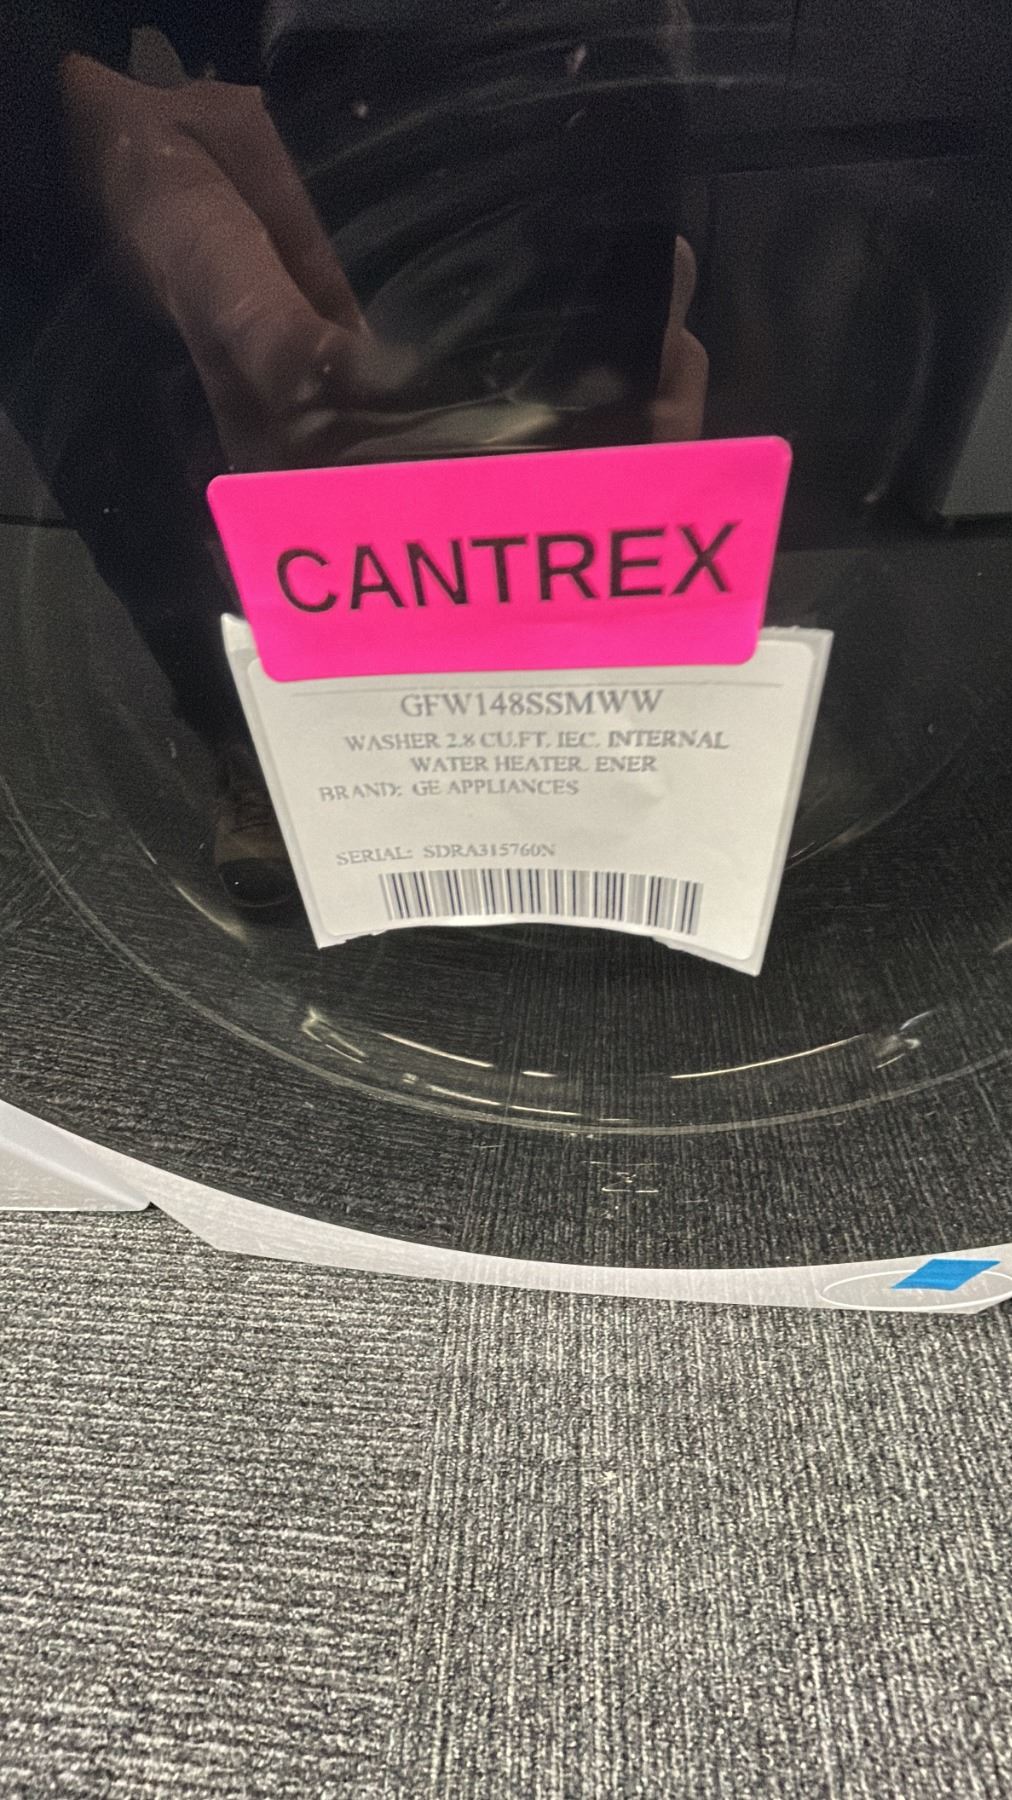 CANTREX
GFW148SSMWW
WASHER 2.8 CU.FT. IEC. INTERNAL
WATER HEATER. ENER
BRAND: GE APPLIANCES
SERIAL: SDRA315760N